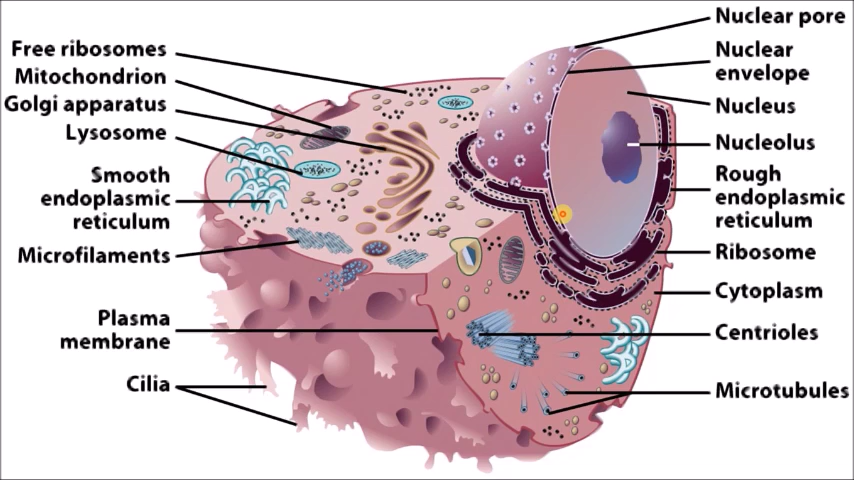 Free ribosomes
Mitochondrion
Golgi apparatus
Lysosome
Smooth
endoplasmic
reticulum
Microfilaments
Plasma
membrane
Cilia
Nuclear pore
Nuclear
envelope
Nucleus
Nucleolus
Rough
endoplasmic
reticulum
Ribosome
Cytoplasm
Centrioles
Microtubules